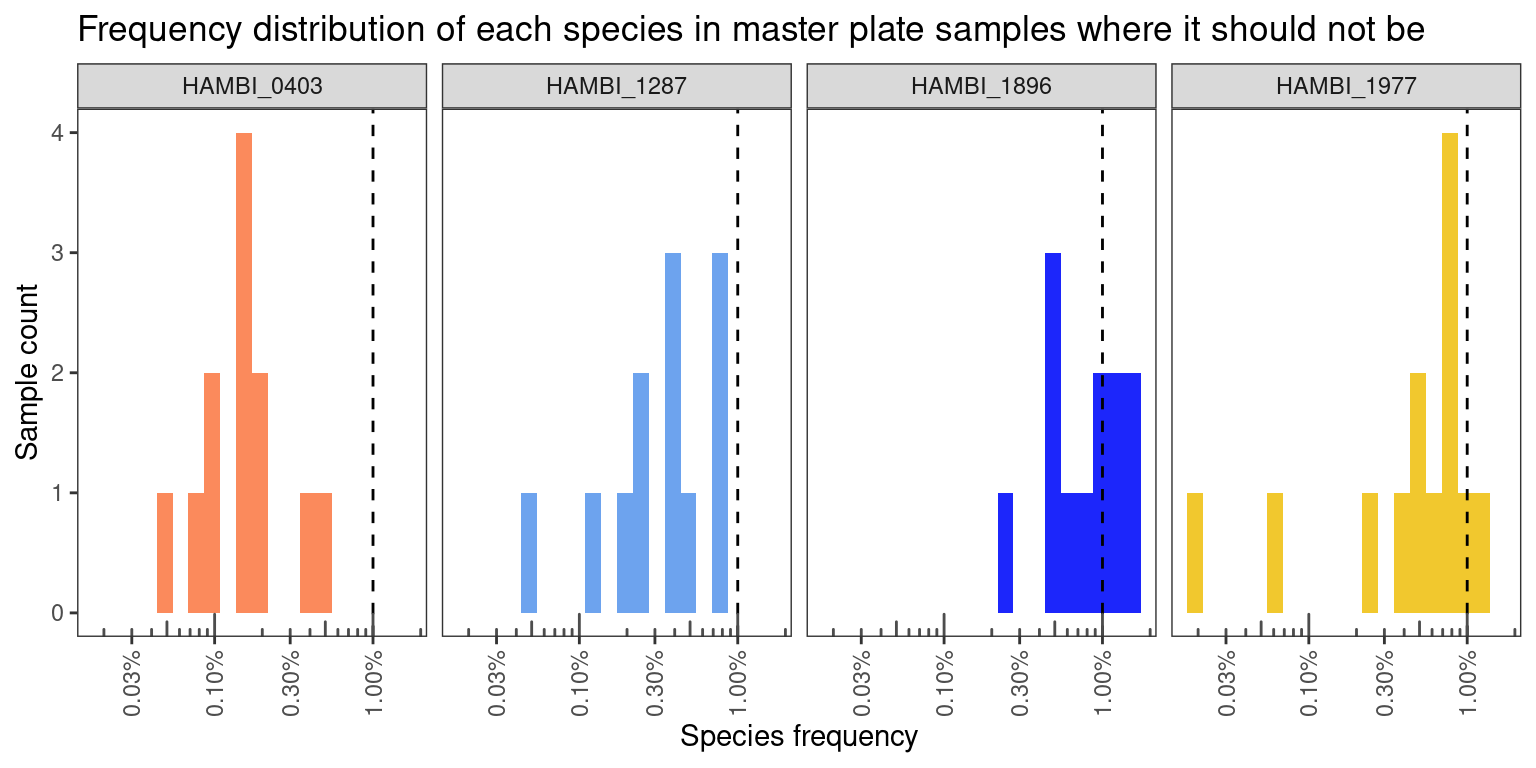 Frequency distribution of each species in master plate samples where it should not be
HAMBI_0403 HAMBI_1287 HAMBI_1896 HAMBI_1977
Sample count
4
3
2
1
0
0.03% 0.10% 0.30% 1.00% 0.03% 0.10% 0.30% 1.00% 0.03% 0.10% 0.30% 1.00% 0.03% 0.10% 0.30% 1.00%
Species frequency